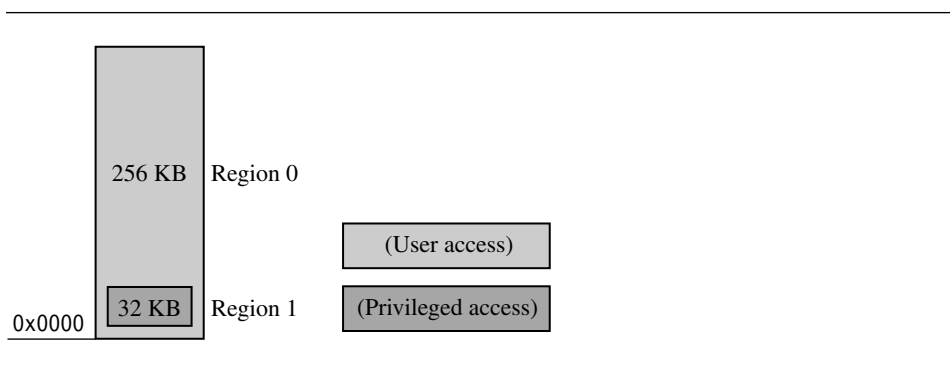 256 KB Region 0
(User access)
32 KB Region 1 (Privileged access)
0x0000